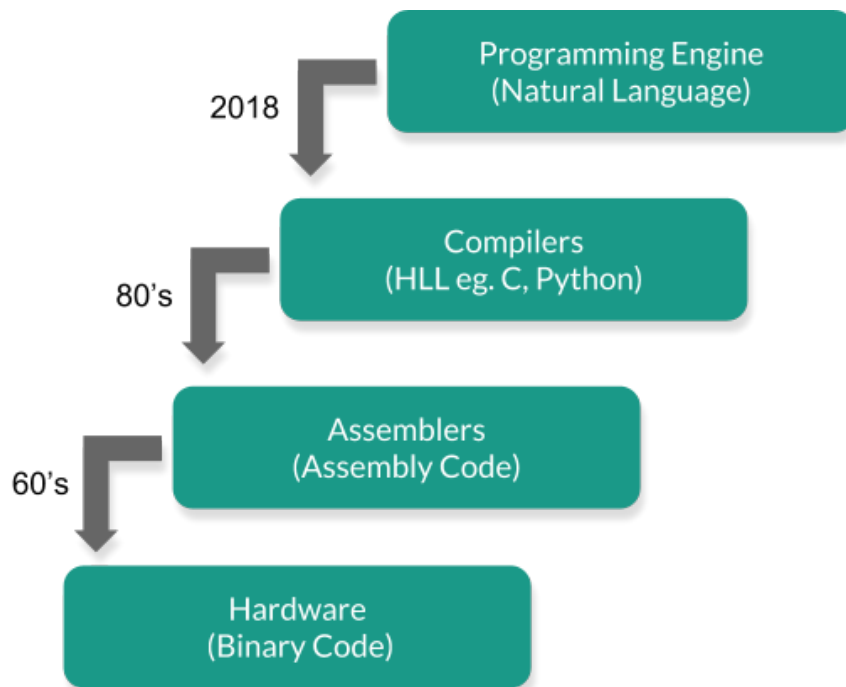 Programming Engine
(Natural Language)
2018
Compilers
(HLL eg. C, Python)
80's
Assemblers
(Assembly Code)
60's
Hardware
(Binary Code)